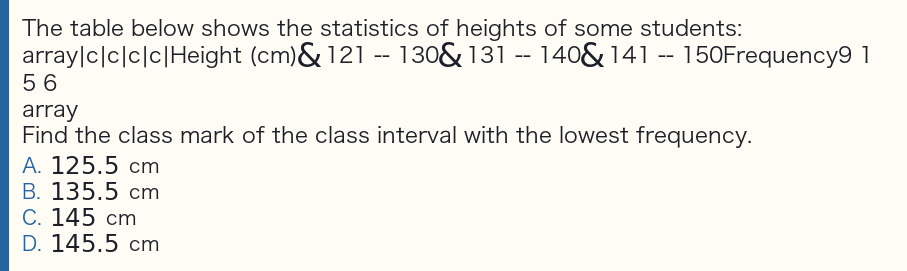 The table below shows the statistics of heights of some students:
array|c|c|c|c|Height (cm)& 121 -- 130& 131 -- 140& 141 -- 150Frequency9 1
5 6
array
Find the class mark of the class interval with the lowest frequency.
A. 125.5 cm
B. 135.5 cm
C. 145 cm
D. 145.5 cm